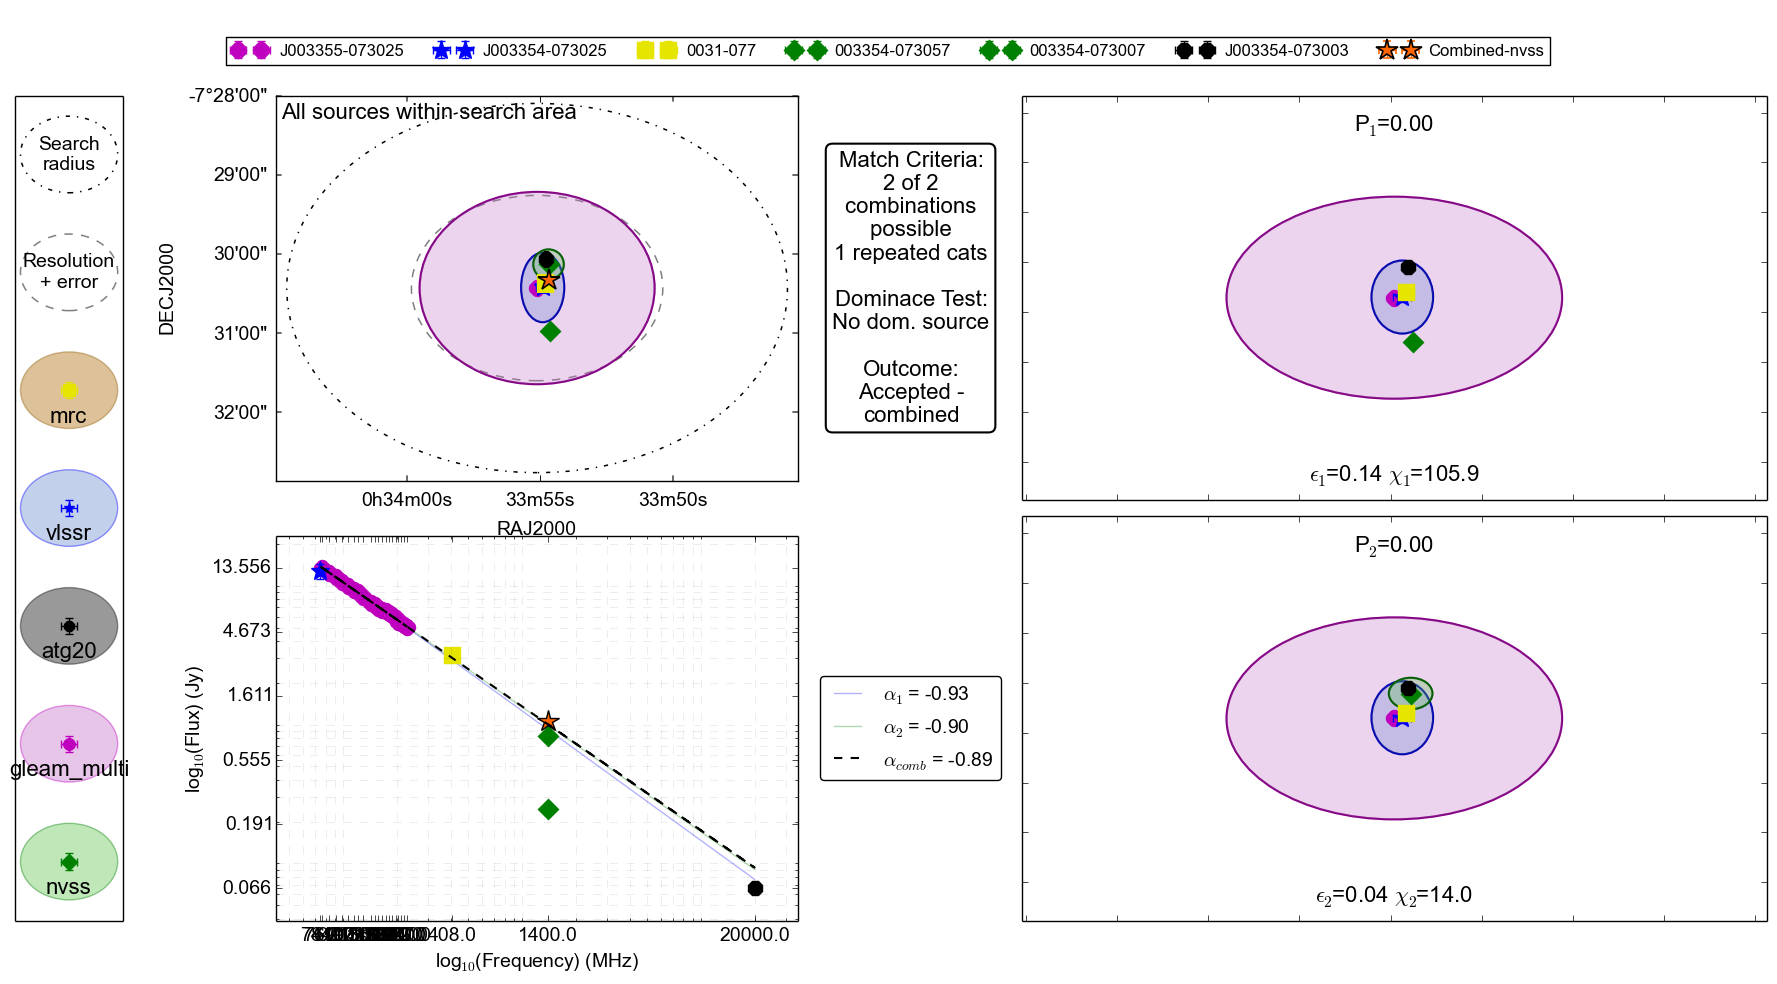 J003355-073025 J003354-073025 0031-077 003354-073057 003354-073007 J003354-073003 Combined-nvss
Search
radius
Resolution
+ error
mrc
vlssr
atg20
gleam_multi
nvss
All sources within search area
-7°28'00"
29'00"
30'00"
31'00"
32'00"
DECJ2000
0h34m00s 33m55s 33m50s
RAJ2000
Match Criteria:
2 of 2
combinations
possible
1 repeated cats
Dominace Test:
No dom. source
Outcome:
Accepted -
combined
P₁=0.00
ϵ₁=0.14 χ₁=105.9
13.556
4.673
1.611
0.555
0.191
0.066
log₁₀(Flux) (Jy)
408.0 1400.0 20000.0
log₁₀(Frequency) (MHz)
α₁ = -0.93
α₂ = -0.90
α_comb = -0.89
P₂=0.00
ϵ₂=0.04 χ₂=14.0